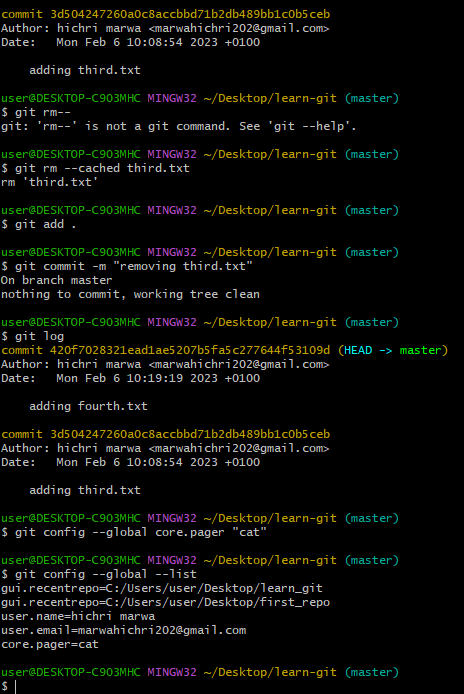 commit 3d504247260a0c8accbbd71b2db489bb1c0b5ceb
Author: hichri marwa <marwahichri202@gmail.com>
Date:   Mon Feb 6 10:08:54 2023 +0100

    adding third.txt

user@DESKTOP-C9O3MHC MINGW32 ~/Desktop/learn-git (master)
$ git rm--
git: 'rm--' is not a git command. See 'git --help'.

user@DESKTOP-C9O3MHC MINGW32 ~/Desktop/learn-git (master)
$ git rm --cached third.txt
rm 'third.txt'

user@DESKTOP-C9O3MHC MINGW32 ~/Desktop/learn-git (master)
$ git add .

user@DESKTOP-C9O3MHC MINGW32 ~/Desktop/learn-git (master)
$ git commit -m "removing third.txt"
On branch master
nothing to commit, working tree clean

user@DESKTOP-C9O3MHC MINGW32 ~/Desktop/learn-git (master)
$ git log
commit 420f7028321ead1ae5207b5fa5c277644f53109d (HEAD -> master)
Author: hichri marwa <marwahichri202@gmail.com>
Date:   Mon Feb 6 10:19:19 2023 +0100

    adding fourth.txt

commit 3d504247260a0c8accbbd71b2db489bb1c0b5ceb
Author: hichri marwa <marwahichri202@gmail.com>
Date:   Mon Feb 6 10:08:54 2023 +0100

    adding third.txt

user@DESKTOP-C9O3MHC MINGW32 ~/Desktop/learn-git (master)
$ git config --global core.pager "cat"

user@DESKTOP-C9O3MHC MINGW32 ~/Desktop/learn-git (master)
$ git config --global --list
gui.recentrepo=C:/Users/user/Desktop/learn_git
gui.recentrepo=C:/Users/user/Desktop/first_repo
user.name=hichri marwa
user.email=marwahichri202@gmail.com
core.pager=cat

user@DESKTOP-C9O3MHC MINGW32 ~/Desktop/learn-git (master)
$